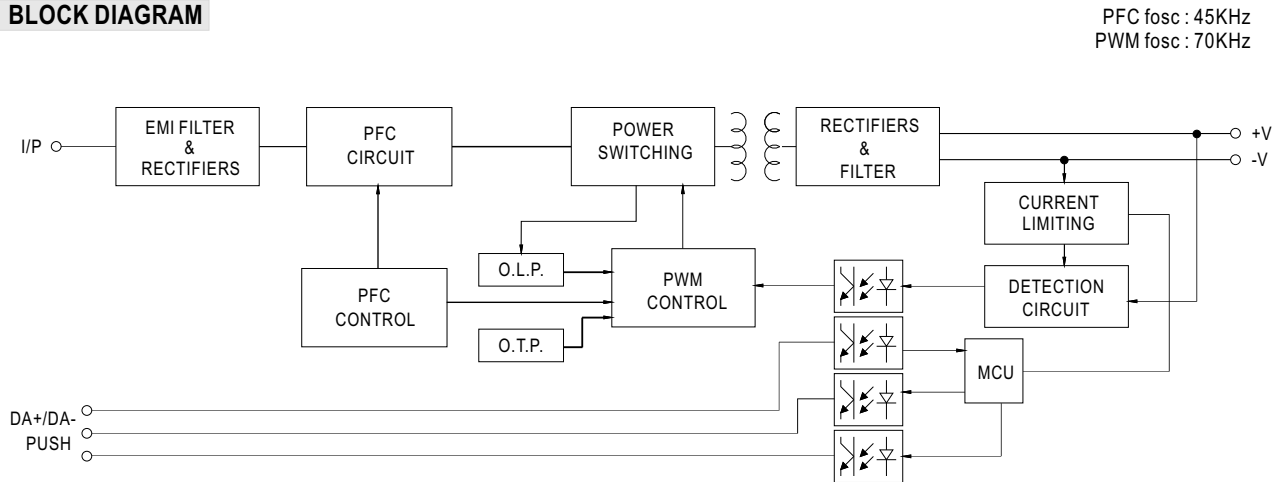 BLOCK DIAGRAM
PFC fosc : 45KHz
PWM fosc : 70KHz
I/P
EMI FILTER
&
RECTIFIERS
PFC
CIRCUIT
POWER
SWITCHING
RECTIFIERS
&
FILTER
+V
-V
CURRENT
LIMITING
O.L.P.
PFC
CONTROL
O.T.P.
PWM
CONTROL
DETECTION
CIRCUIT
MCU
DA+/DA-
PUSH